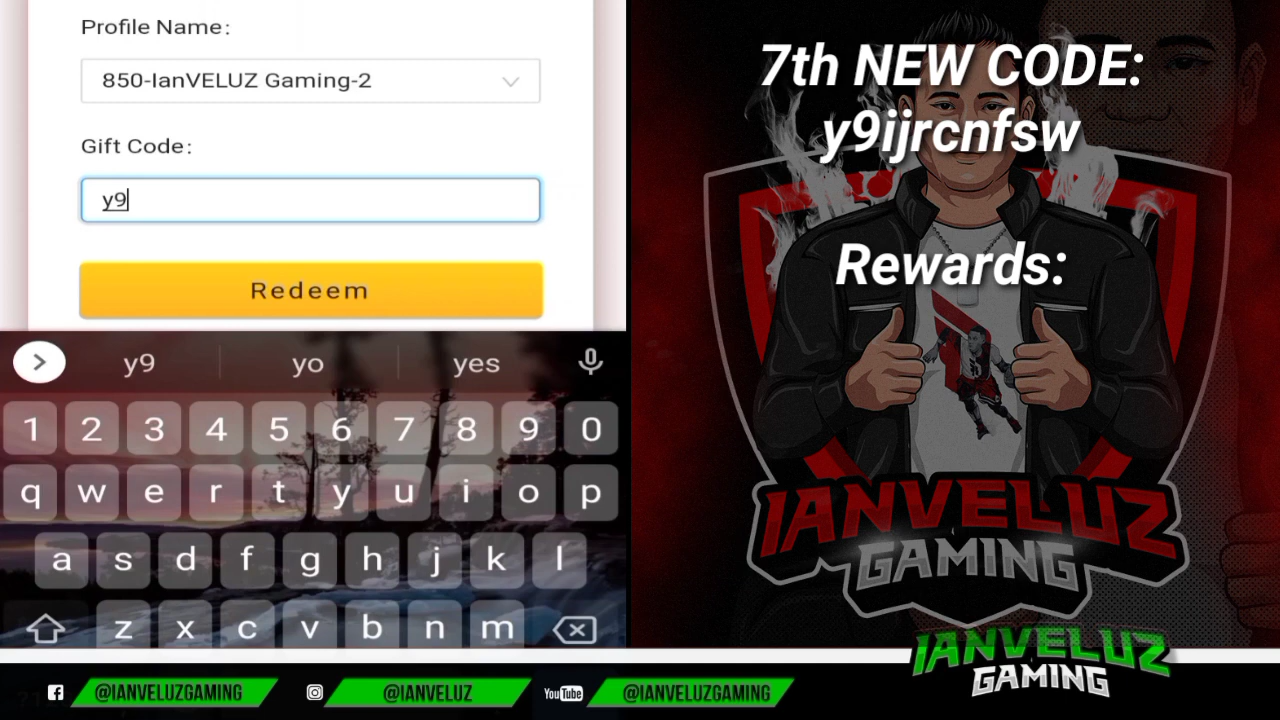 Profile Name:
850-IanVELUZ Gaming-2
Gift Code:
y9
Redeem
y9 yo yes
1 2 3 4 5 6 7 8 9 0
q w e r t y u i o p
a s d f g h j k l
z x c v b n m
7th NEW CODE:
y9ijrcnfsw
Rewards:
IANVELUZ
GAMING
IANVELUZ
GAMING
@IANVELUZGAMING
@IANVELUZ
YouTube @IANVELUZGAMING